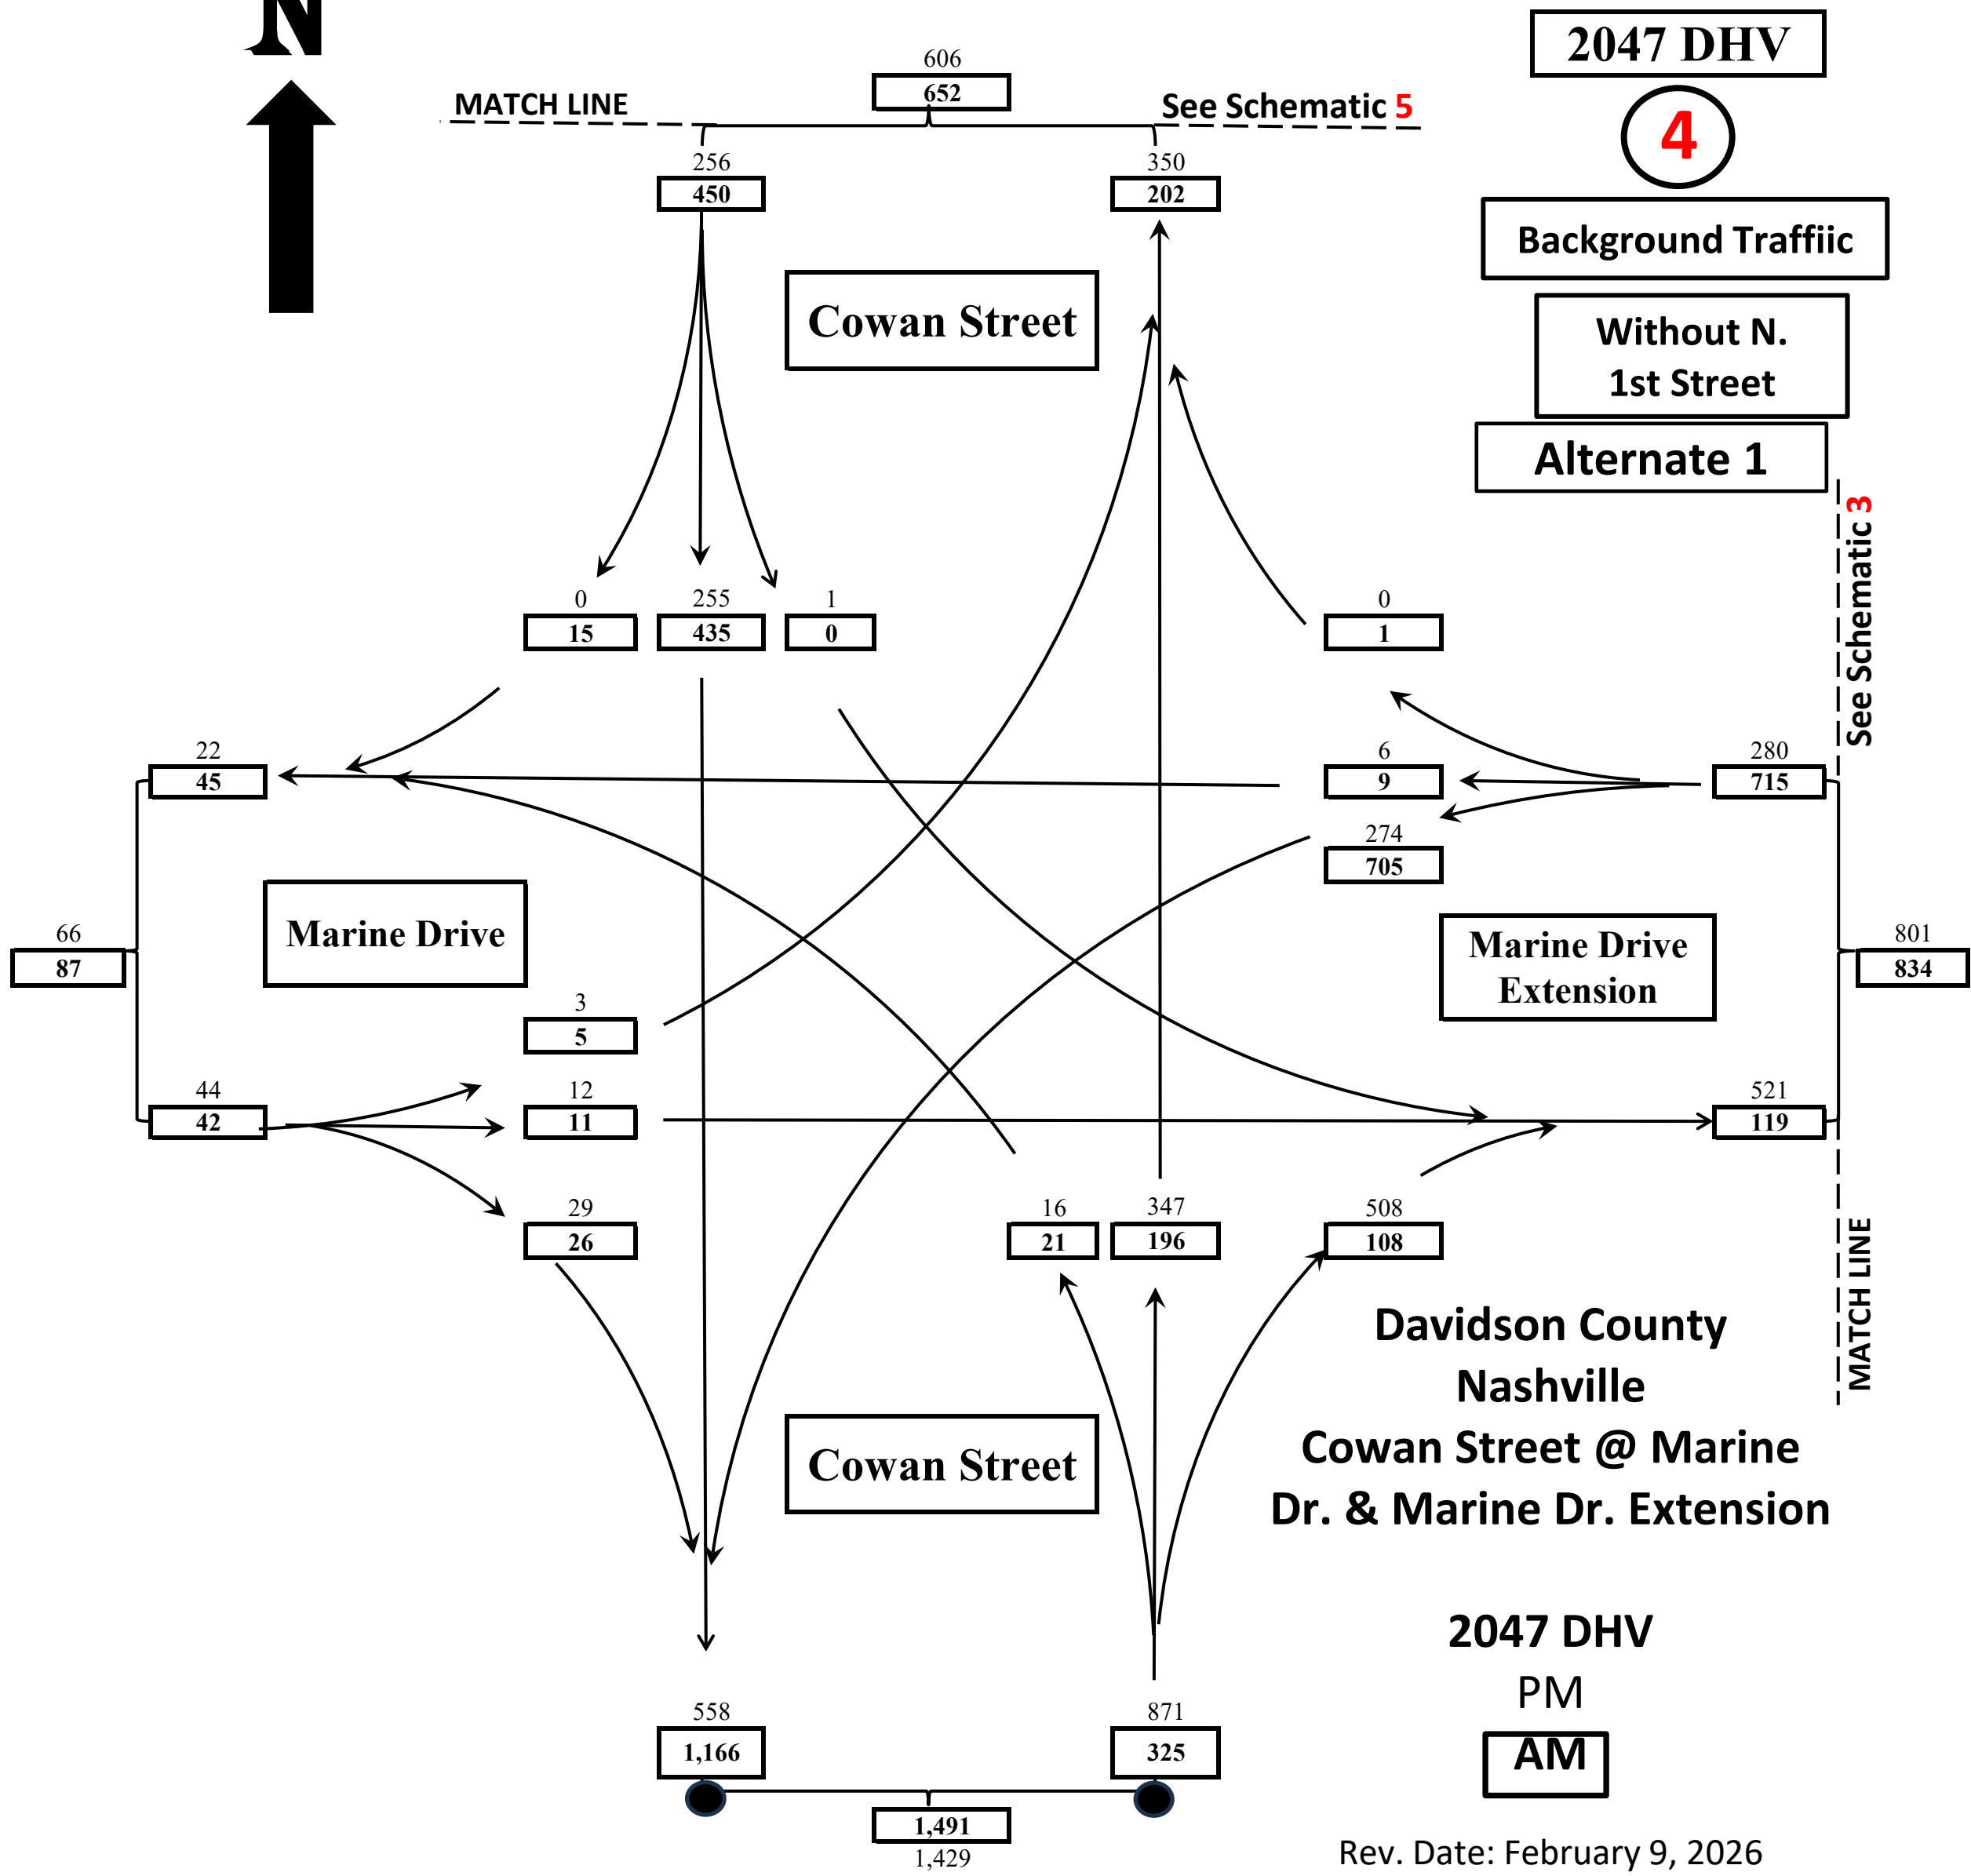 N
2047 DHV
606
652
MATCH LINE
See Schematic 5
4
256
450
350
202
Background Traffiic
Cowan Street
Without N.
1st Street
Alternate 1
See Schematic 3
0
15
255
435
1
0
0
1
22
45
6
9
280
715
274
705
Marine Drive
Marine Drive
Extension
66
87
801
834
3
5
44
42
12
11
521
119
29
26
16
21
347
196
508
108
MATCH LINE
Davidson County
Nashville
Cowan Street @ Marine
Dr. & Marine Dr. Extension
Cowan Street
2047 DHV
PM
AM
558
1,166
871
325
1,491
1,429
Rev. Date: February 9, 2026